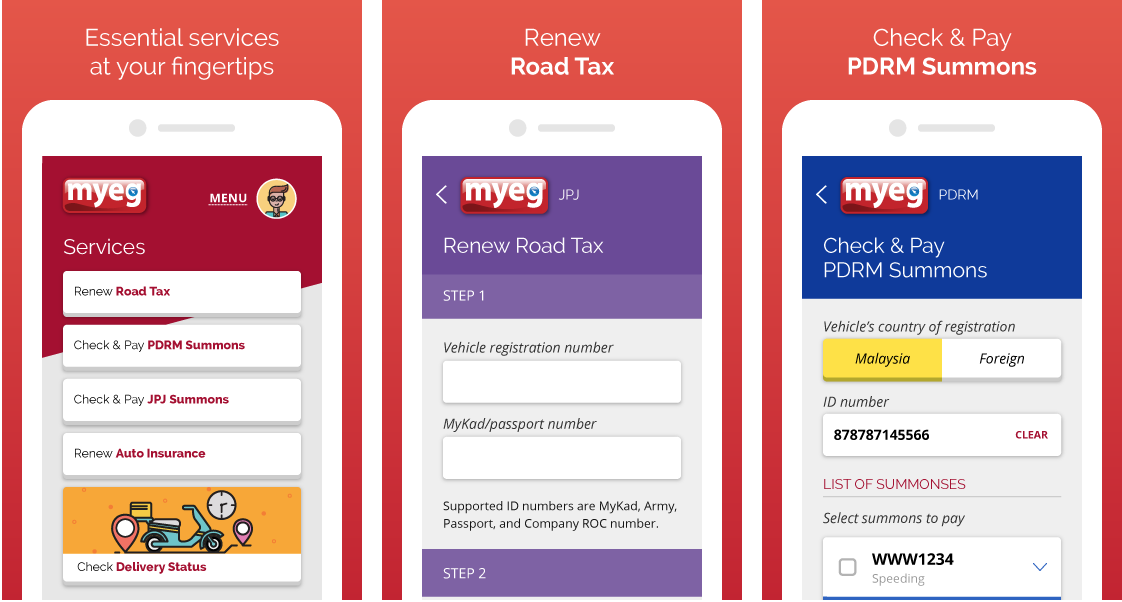 Essential services
at your fingertips
myeg
MENU
Services
Renew Road Tax
Check & Pay PDRM Summons
Check & Pay JPJ Summons
Renew Auto Insurance
Check Delivery Status
Renew
Road Tax
myeg JPJ
Renew Road Tax
STEP 1
Vehicle registration number
MyKad/passport number
Supported ID numbers are MyKad, Army,
Passport, and Company ROC number.
STEP 2
Check & Pay
PDRM Summons
myeg PDRM
Check & Pay
PDRM Summons
Vehicle's country of registration
Malaysia Foreign
ID number
878787145566 CLEAR
LIST OF SUMMONSES
Select summons to pay
WWW1234
Speeding